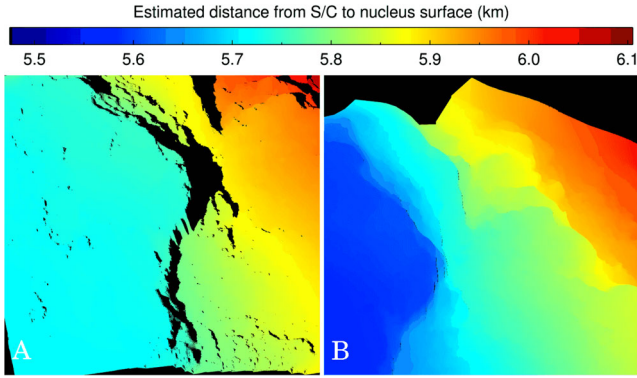 Estimated distance from S/C to nucleus surface (km)
5.5 5.6 5.7 5.8 5.9 6.0 6.1
A B